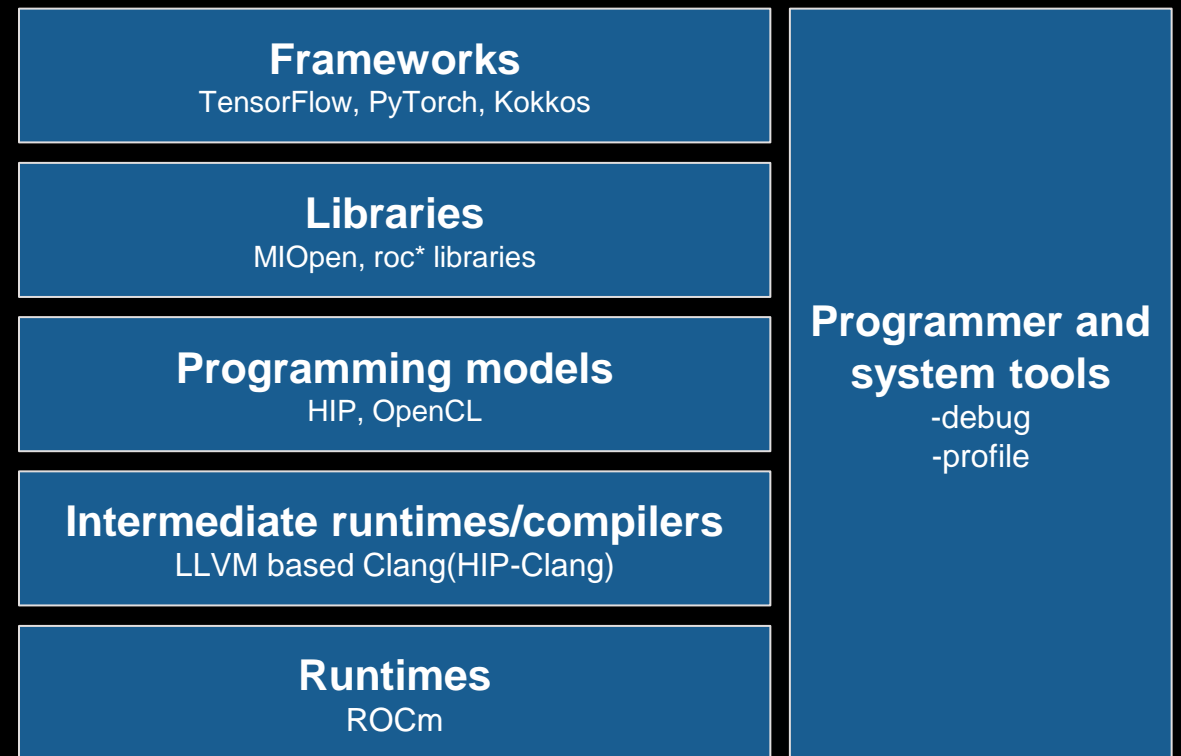 Frameworks
TensorFlow, PyTorch, Kokkos
Libraries
MIOpen, roc* libraries
Programming models
HIP, OpenCL
Intermediate runtimes/compilers
LLVM based Clang(HIP-Clang)
Runtimes
ROCm
Programmer and
system tools
-debug
-profile